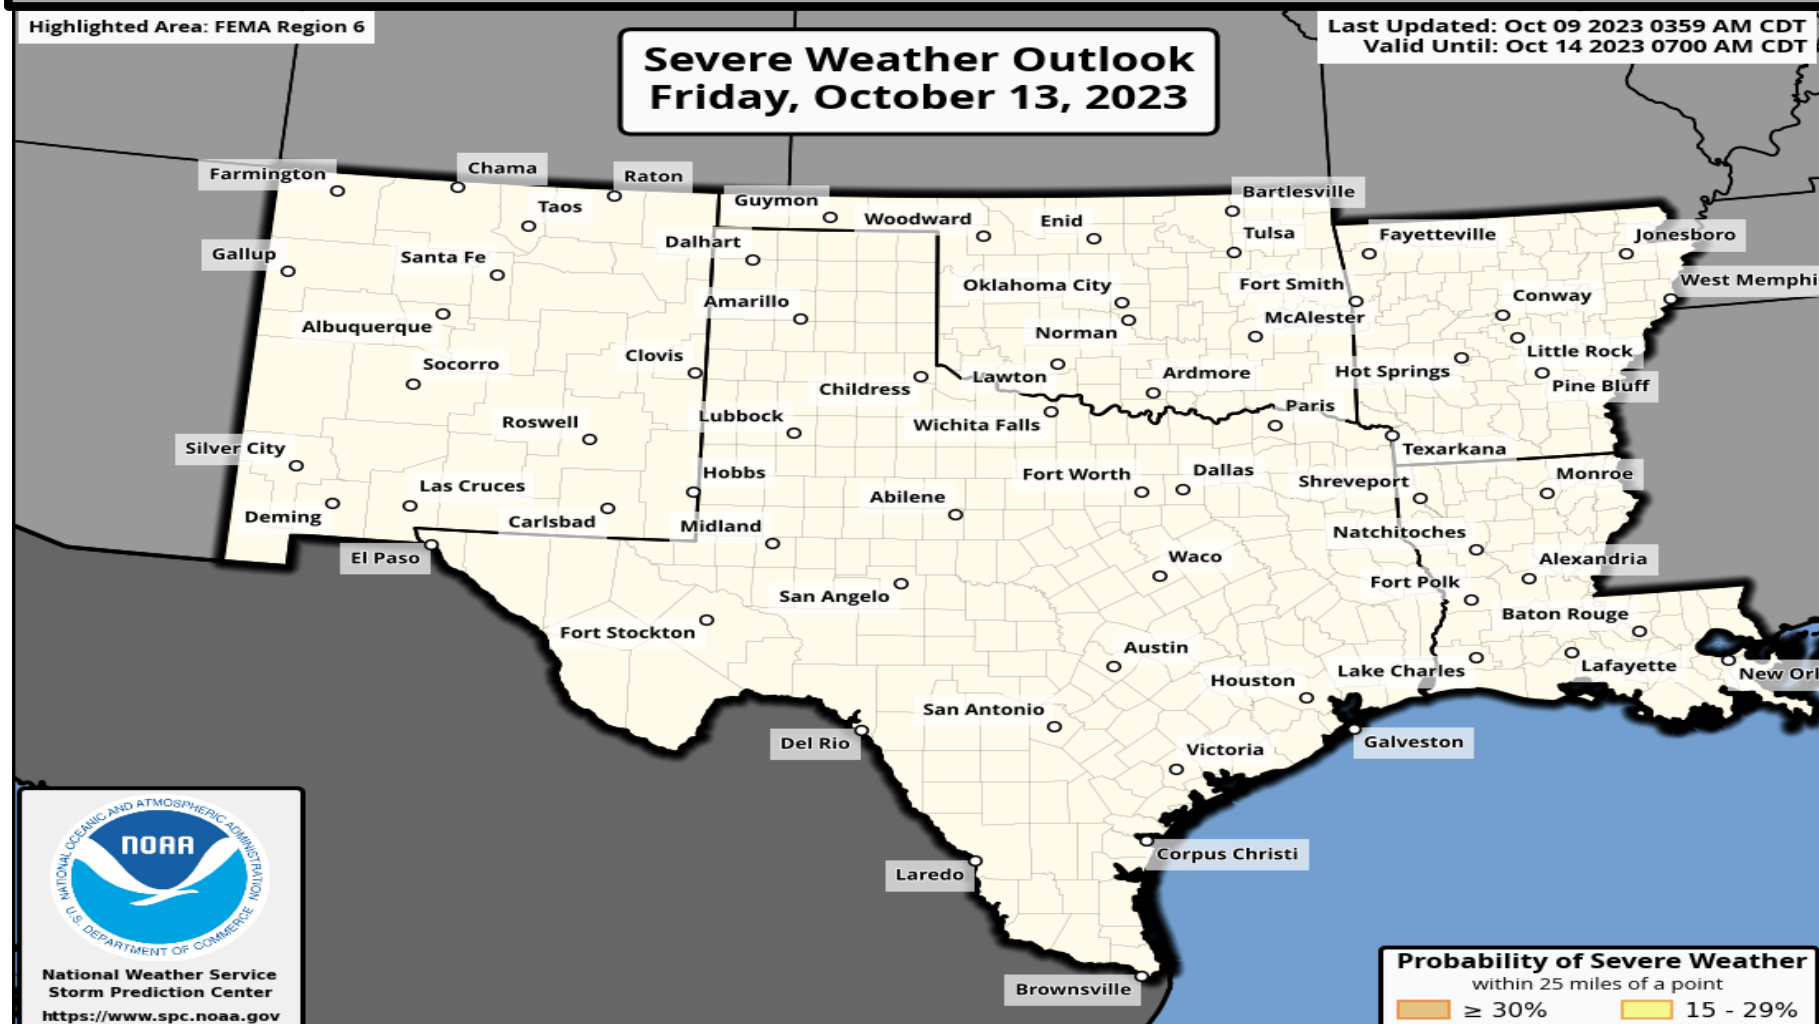 Highlighted Area: FEMA Region 6
Severe Weather Outlook
Friday, October 13, 2023
Last Updated: Oct 09 2023 0359 AM CDT
Valid Until: Oct 14 2023 0700 AM CDT
Farmington
Chama
Raton
Taos
Guymon
Woodward
Enid
Bartlesville
Tulsa
Fayetteville
Jonesboro
Gallup
Santa Fe
Dalhart
Oklahoma City
Fort Smith
Conway
West Memphi
Albuquerque
Amarillo
Norman
McAlester
Little Rock
Socorro
Clovis
Childress
Lawton
Ardmore
Hot Springs
Pine Bluff
Roswell
Lubbock
Wichita Falls
Paris
Texarkana
Silver City
Las Cruces
Hobbs
Abilene
Fort Worth
Dallas
Shreveport
Monroe
Deming
Carlsbad
Midland
Natchitoches
El Paso
San Angelo
Waco
Fort Polk
Alexandria
Fort Stockton
Austin
Baton Rouge
Houston
Lake Charles
Lafayette
New Orl
San Antonio
Del Rio
Victoria
Galveston
Laredo
Corpus Christi
Brownsville
NATIONAL OCEANIC AND ATMOSPHERIC ADMINISTRATION
NOAA
U.S. DEPARTMENT OF COMMERCE
National Weather Service
Storm Prediction Center
https://www.spc.noaa.gov
Probability of Severe Weather
within 25 miles of a point
≥ 30%
15 - 29%